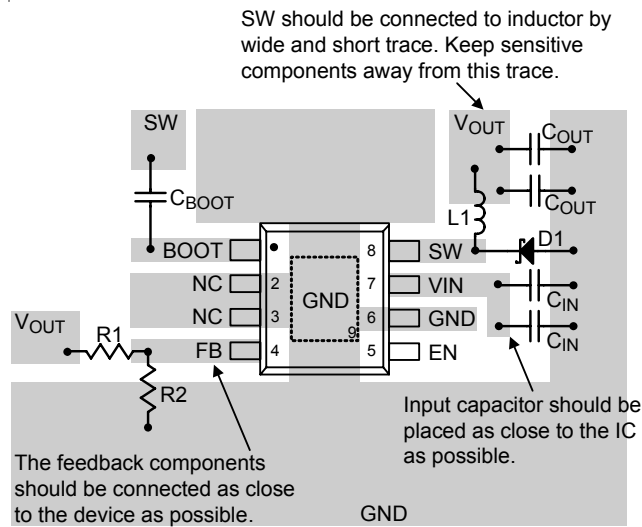 SW should be connected to inductor by
wide and short trace. Keep sensitive
components away from this trace.
SW
VOUT
COUT
CBOOT
COUT
L1
D1
BOOT
8
SW
NC
2
7
VIN
CIN
GND
NC
3
6
GND
9
CIN
VOUT
R1
FB
4
5
EN
R2
Input capacitor should be
placed as close to the IC
as possible.
The feedback components
should be connected as close
to the device as possible.
GND